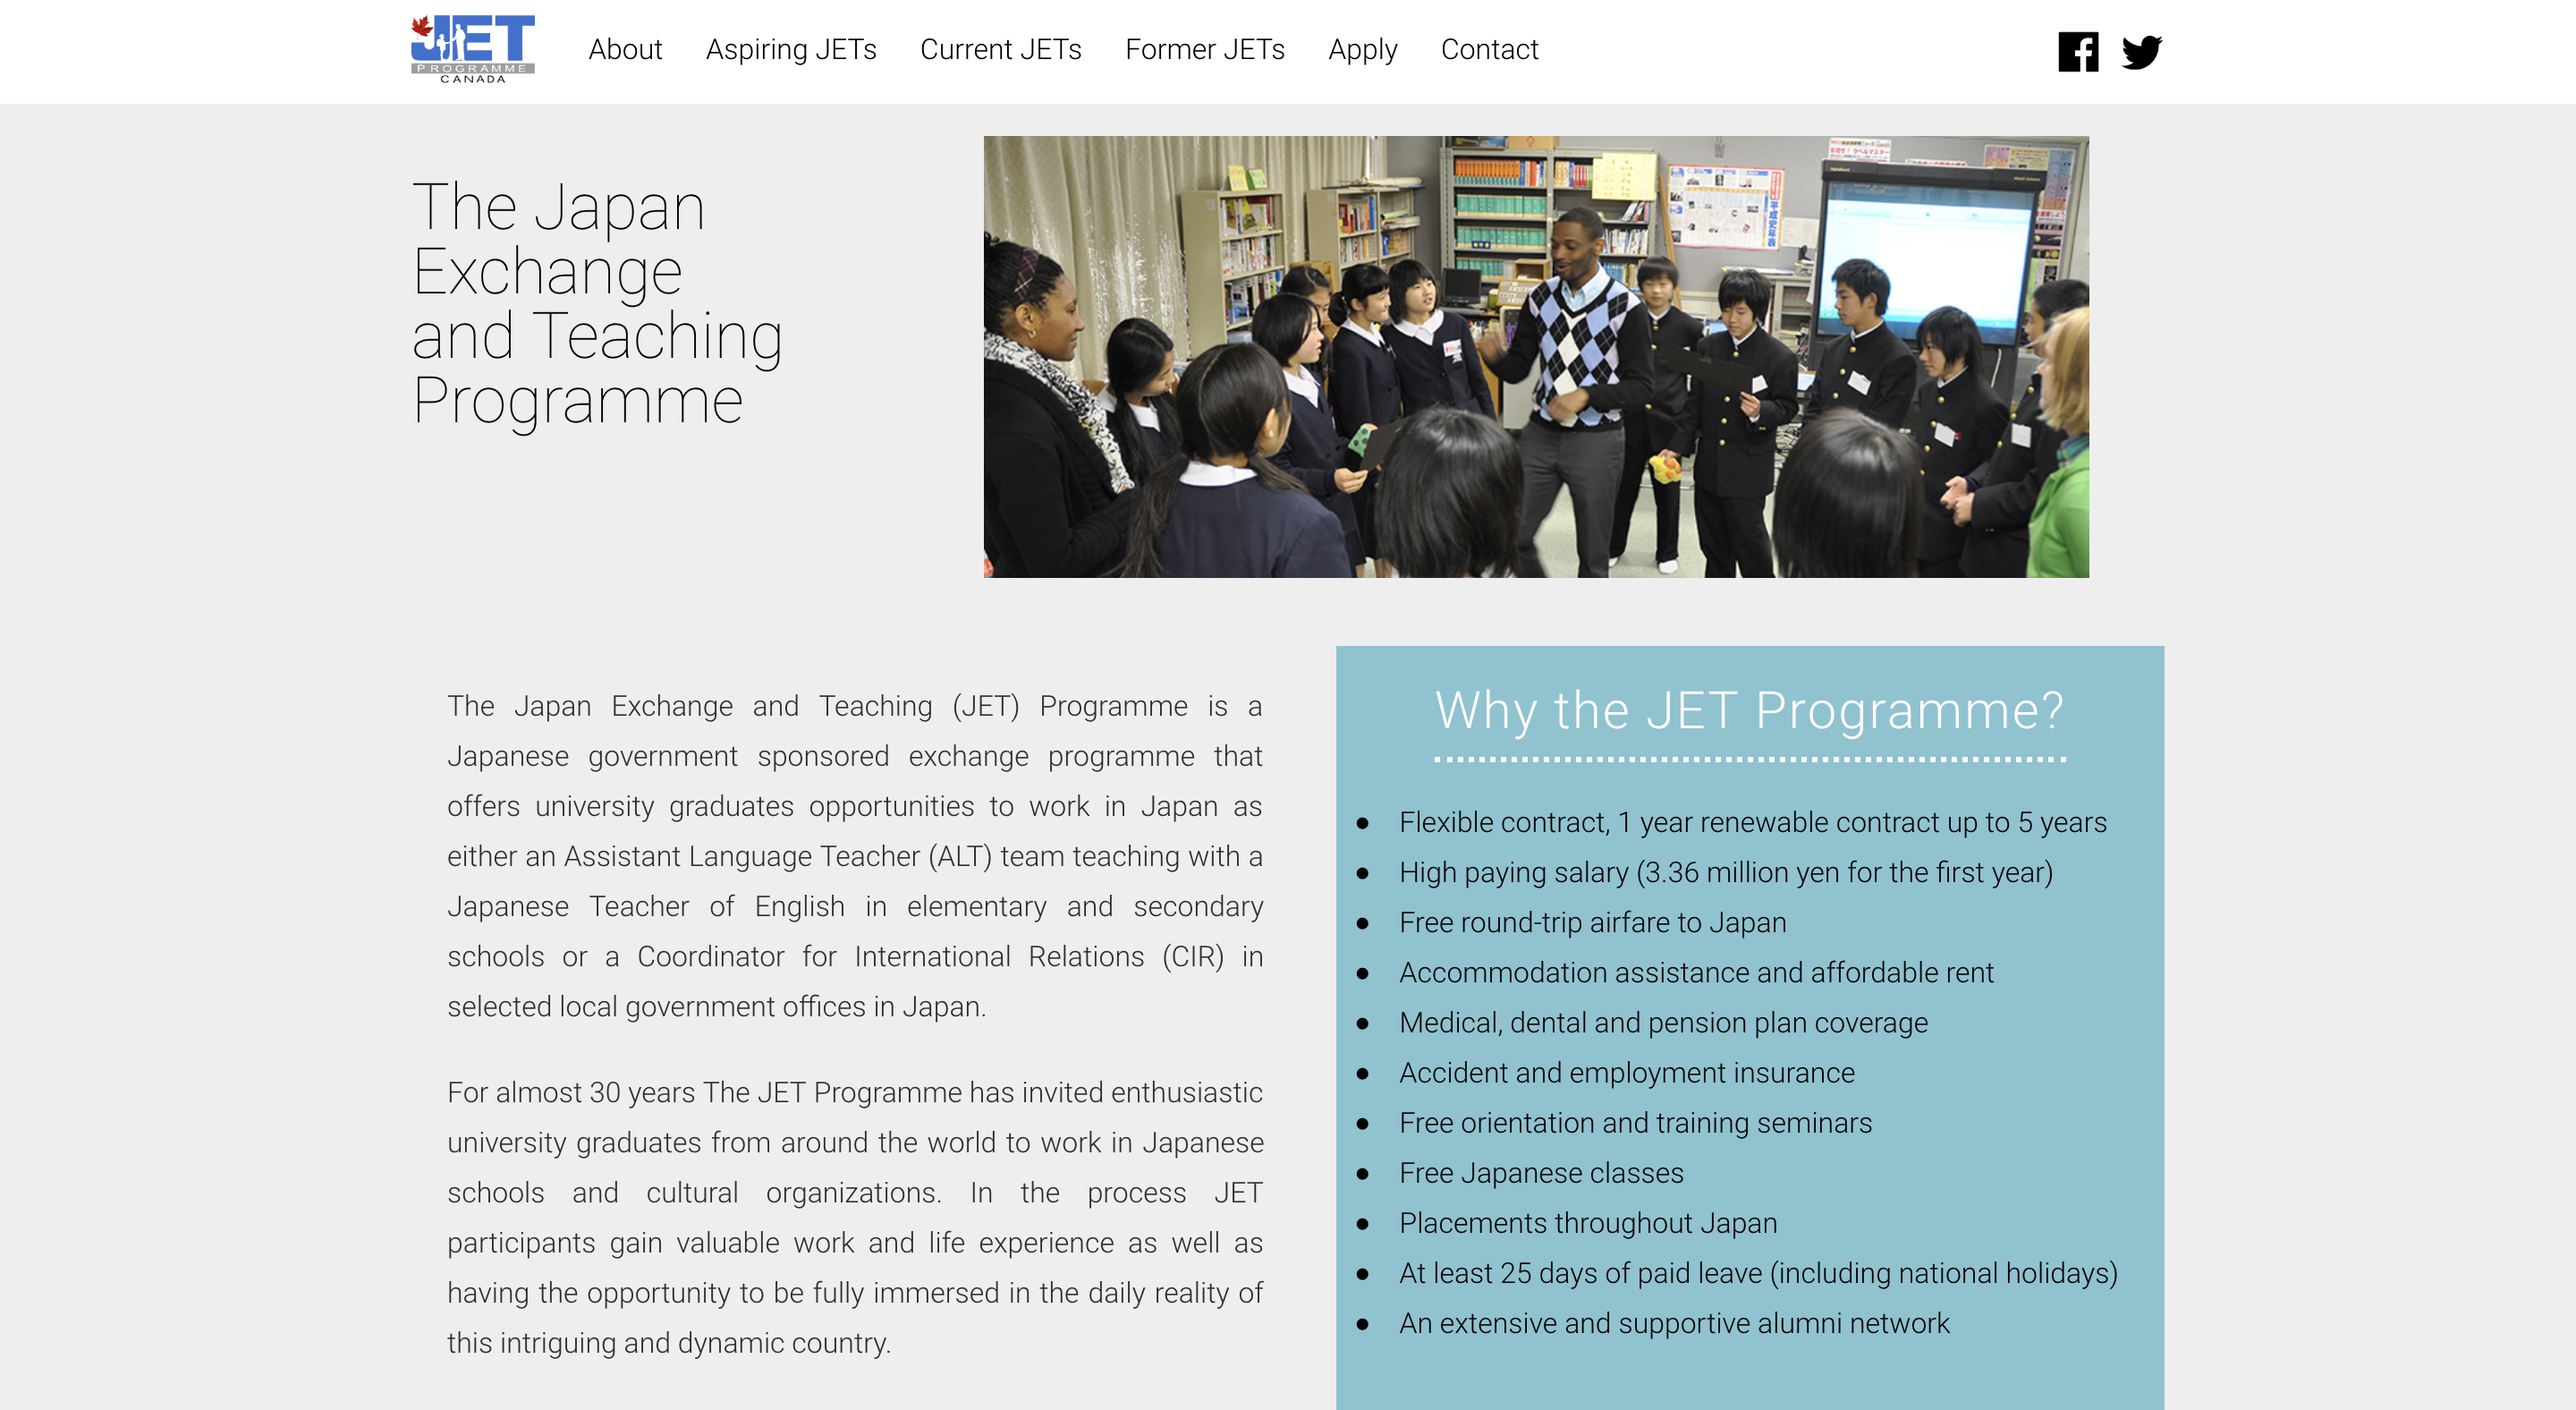 JET
PROGRAMME
CANADA
About
Aspiring JETs
Current JETs
Former JETs
Apply
Contact
The Japan
Exchange
and Teaching
Programme
The Japan Exchange and Teaching (JET) Programme is a
Japanese government sponsored exchange programme that
offers university graduates opportunities to work in Japan as
either an Assistant Language Teacher (ALT) team teaching with a
Japanese Teacher of English in elementary and secondary
schools or a Coordinator for International Relations (CIR) in
selected local government offices in Japan.
For almost 30 years The JET Programme has invited enthusiastic
university graduates from around the world to work in Japanese
schools and cultural organizations. In the process JET
participants gain valuable work and life experience as well as
having the opportunity to be fully immersed in the daily reality of
this intriguing and dynamic country.
Why the JET Programme?
Flexible contract, 1 year renewable contract up to 5 years
High paying salary (3.36 million yen for the first year)
Free round-trip airfare to Japan
Accommodation assistance and affordable rent
Medical, dental and pension plan coverage
Accident and employment insurance
Free orientation and training seminars
Free Japanese classes
Placements throughout Japan
At least 25 days of paid leave (including national holidays)
An extensive and supportive alumni network